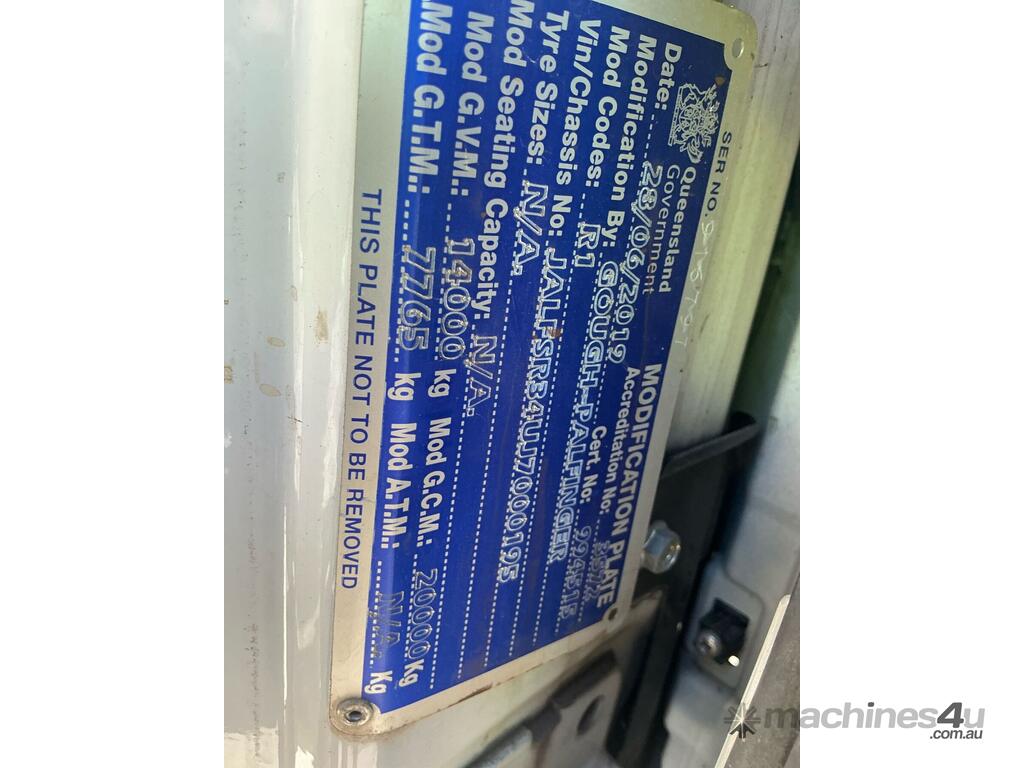 SER NO.
Queensland
Government
MODIFICATION PLATE
Date: 28/06/2019 Accreditation No:
Modification By: GOUGH-PALFINGER
Mod Codes: R1 Cert. No: 994515
Vin/Chassis No: JALFSR34UJ7000195
Tyre Sizes: N/A.
Mod Seating Capacity: N/A.
Mod G.V.M.: 14000 kg Mod G.C.M.: 20000 Kg
Mod G.T.M.: 7765 kg Mod A.T.M.: N/A. Kg
THIS PLATE NOT TO BE REMOVED
machines4u
.com.au